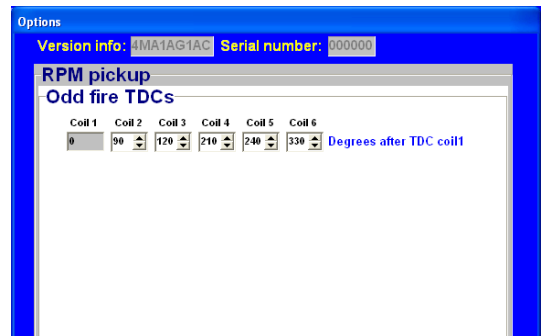 Options
Version info: 4MA1AG1AC Serial number: 000000
RPM pickup
Odd fire TDCs
Coil 1 Coil 2 Coil 3 Coil 4 Coil 5 Coil 6
0 90 120 210 240 330 Degrees after TDC coil1